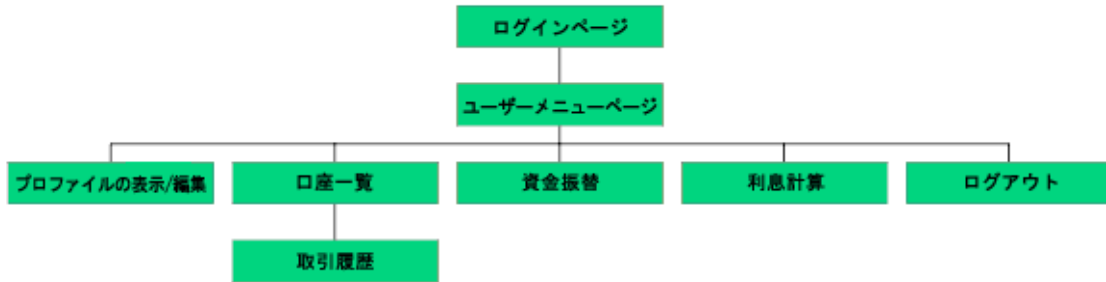 ログインページ
ユーザーメニューページ
プロファイルの表示/編集
口座一覧
資金振替
利息計算
ログアウト
取引履歴